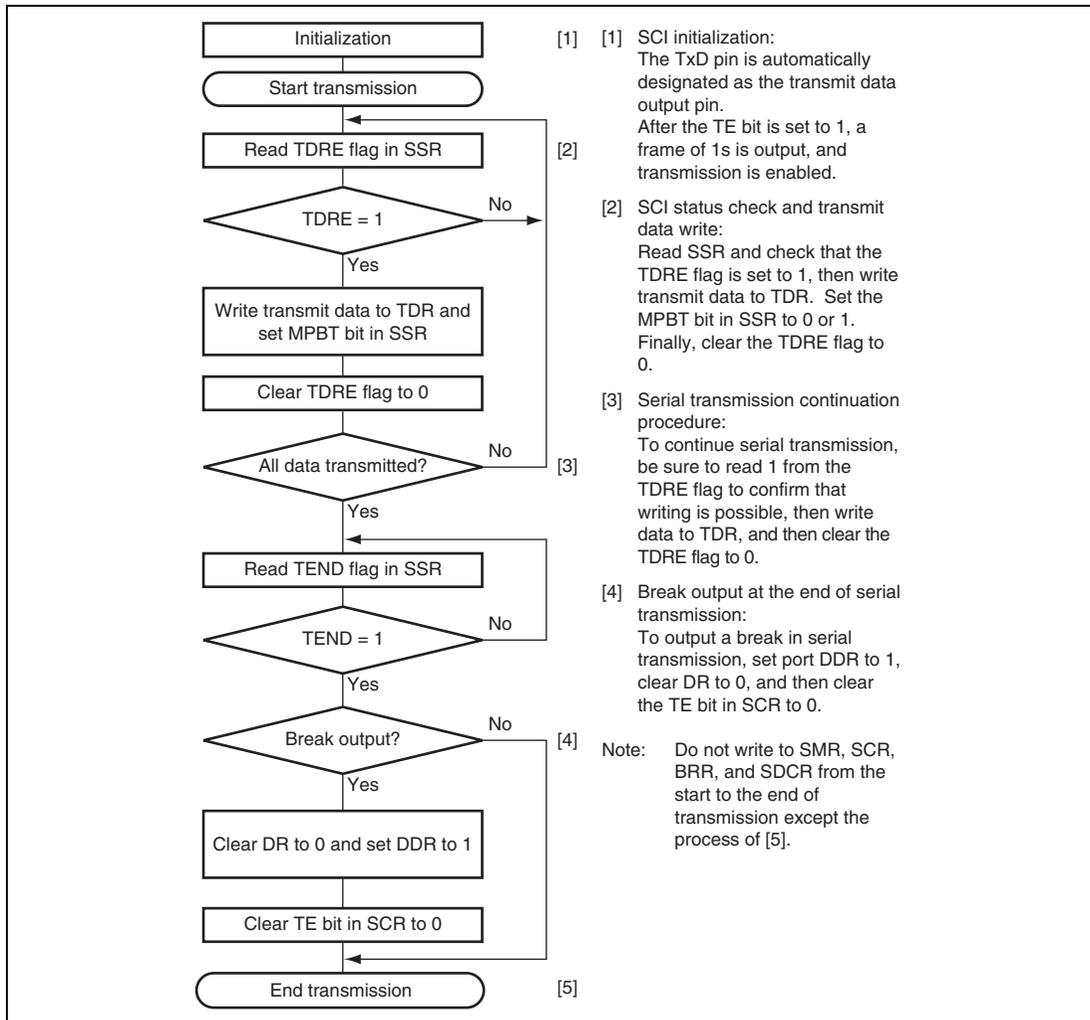 Initialization [1]
Start transmission
Read TDRE flag in SSR [2]
TDRE = 1
No
Yes
Write transmit data to TDR and
set MPBT bit in SSR
Clear TDRE flag to 0
All data transmitted?
No
[3]
Yes
Read TEND flag in SSR
TEND = 1
No
Yes
Break output?
No
[4]
Yes
Clear DR to 0 and set DDR to 1
Clear TE bit in SCR to 0
End transmission [5]
[1] SCI initialization:
The TxD pin is automatically
designated as the transmit data
output pin.
After the TE bit is set to 1, a
frame of 1s is output, and
transmission is enabled.
[2] SCI status check and transmit
data write:
Read SSR and check that the
TDRE flag is set to 1, then write
transmit data to TDR. Set the
MPBT bit in SSR to 0 or 1.
Finally, clear the TDRE flag to
0.
[3] Serial transmission continuation
procedure:
To continue serial transmission,
be sure to read 1 from the
TDRE flag to confirm that
writing is possible, then write
data to TDR, and then clear the
TDRE flag to 0.
[4] Break output at the end of serial
transmission:
To output a break in serial
transmission, set port DDR to 1,
clear DR to 0, and then clear
the TE bit in SCR to 0.
Note: Do not write to SMR, SCR,
BRR, and SDCR from the
start to the end of
transmission except the
process of [5].